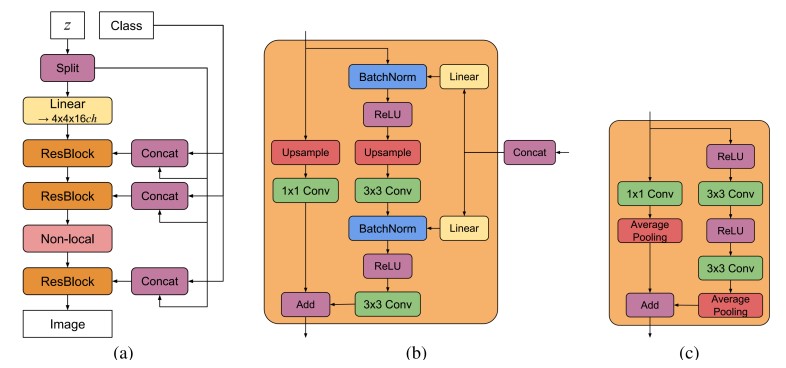 z
Class
Split
Linear
→ 4x4x16ch
ResBlock
Concat
ResBlock
Concat
Non-local
ResBlock
Concat
Image
(a)
BatchNorm
Linear
ReLU
Concat
Upsample
Upsample
1x1 Conv
3x3 Conv
BatchNorm
Linear
ReLU
Add
3x3 Conv
(b)
ReLU
1x1 Conv
3x3 Conv
Average
Pooling
ReLU
3x3 Conv
Add
Average
Pooling
(c)